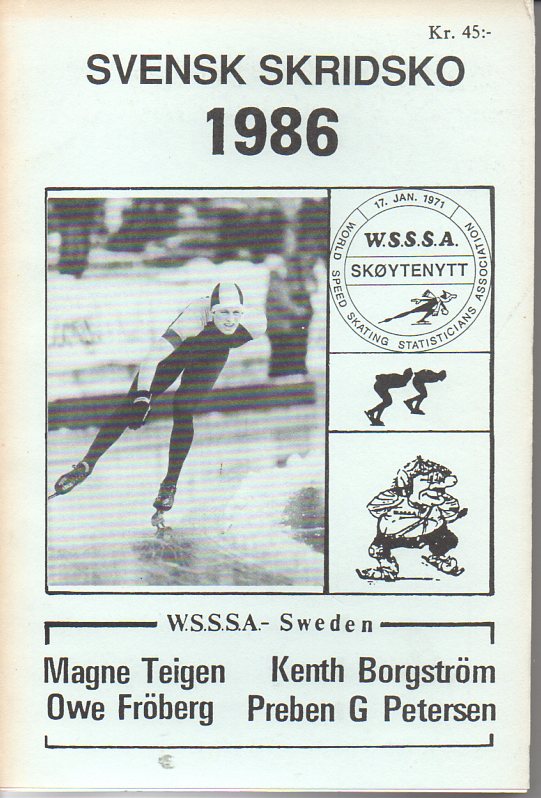 Kr. 45:-
SVENSK SKRIDSKO
1986
17. JAN. 1971
WORLD SPEED SKATING STATISTICIANS ASSOCIATION
W.S.S.S.A.
SKØYTENYTT
W.S.S.S.A.- Sweden
Magne Teigen Kenth Borgström
Owe Fröberg Preben G Petersen